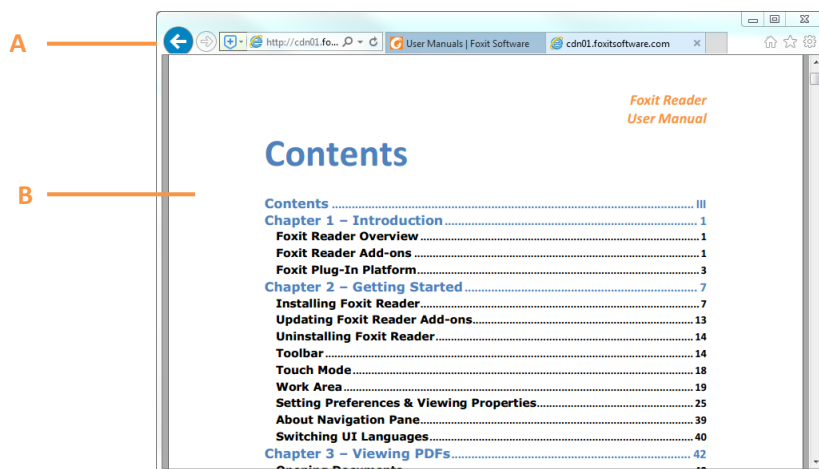 A
http://cdn01.fo...
User Manuals | Foxit Software
cdn01.foxitsoftware.com
Foxit Reader
User Manual
Contents
B
Contents ........ III
Chapter 1 – Introduction ........ 1
Foxit Reader Overview ........ 1
Foxit Reader Add-ons ........ 1
Foxit Plug-In Platform ........ 3
Chapter 2 – Getting Started ........ 7
Installing Foxit Reader ........ 7
Updating Foxit Reader Add-ons ........ 13
Uninstalling Foxit Reader ........ 14
Toolbar ........ 14
Touch Mode ........ 18
Work Area ........ 19
Setting Preferences & Viewing Properties ........ 25
About Navigation Pane ........ 39
Switching UI Languages ........ 40
Chapter 3 – Viewing PDFs ........ 42